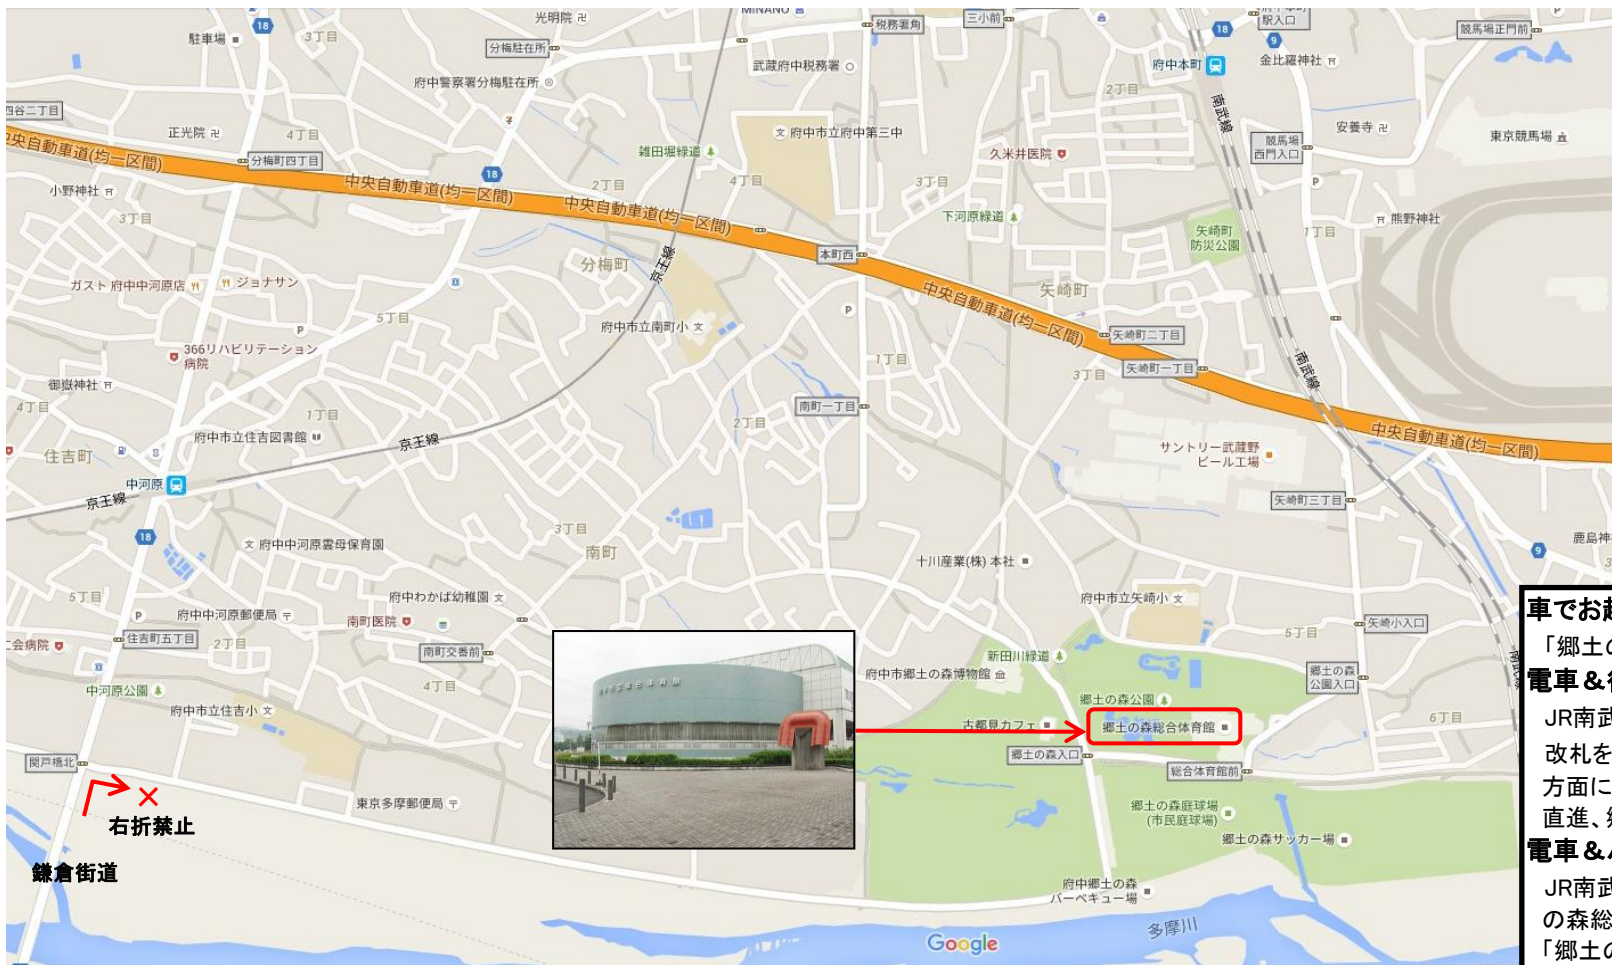 光明院
MINANO
税務署角
三小前
18
府中本町
駅入口
競馬場正門前
18
駐車場
3丁目
分梅駐在所
府中警察署分梅駐在所
武蔵府中税務署
府中本町
9
金比羅神社
2丁目
南武線
四谷二丁目
正光院
4丁目
府中市立府中第三中
安養寺
東京競馬場
中央自動車道(均一区間)
分梅町四丁目
雑田堀緑道
久米井医院
競馬場
西門入口
18
中央自動車道(均一区間)
2丁目
4丁目
3丁目
P
小野神社
中央自動車道(均一区間)
3丁目
下河原緑道
熊野神社
矢崎町
防災公園
1丁目
本町西
分梅町
京王線
ガスト 府中中河原店
ジョナサン
中央自動車道(均一区間)
矢崎町
P
5丁目
府中市立南町小
P
矢崎町二丁目
366リハビリテーション
病院
1丁目
矢崎町一丁目
3丁目
南武線
御嶽神社
4丁目
1丁目
南町一丁目
2丁目
府中市立住吉図書館
京王線
中央自動車道(均一区間)
住吉町
サントリー武蔵野
ビール工場
中河原
京王線
矢崎町三丁目
18
3丁目
南町
府中中河原雲母保育園
十川産業(株) 本社
9
鹿島神
5丁目
府中わかば幼稚園
府中市立矢崎小
P
府中中河原郵便局
南町医院
矢崎小入口
住吉町五丁目
2丁目
5丁目
二会病院
南町交番前
新田川緑道
府中市郷土の森博物館
郷土の森
公園入口
中河原公園
4丁目
郷土の森公園
府中市立住吉小
古都見カフェ
郷土の森総合体育館
6丁目
郷土の森入口
関戸橋北
総合体育館前
東京多摩郵便局
郷土の森庭球場
(市民庭球場)
右折禁止
郷土の森サッカー場
鎌倉街道
府中郷土の森
バーベキュー場
多摩川
Google
車でお越
「郷土の
電車&徒
JR南武
改札を
方面に
直進、郷
電車&バ
JR南武
の森総
「郷土の